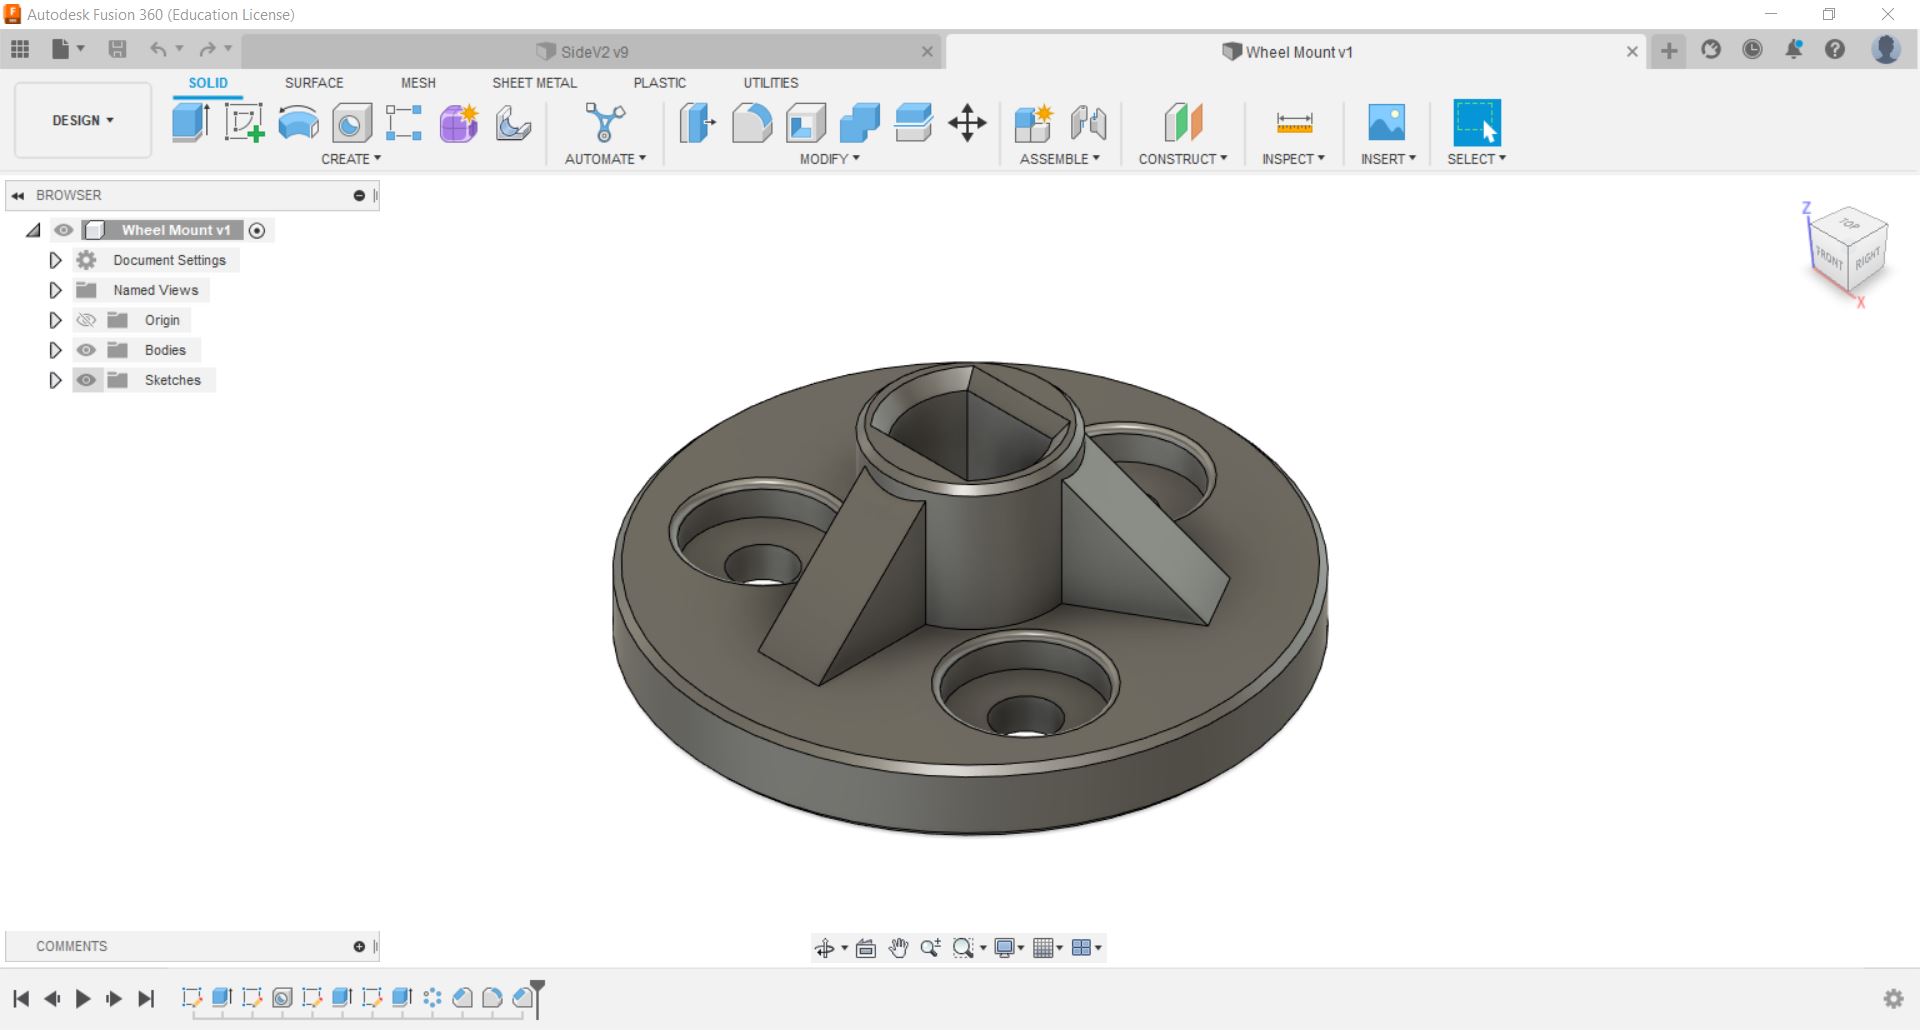 Autodesk Fusion 360 (Education License)
SideV2 v9
Wheel Mount v1
SOLID SURFACE MESH SHEET METAL PLASTIC UTILITIES
DESIGN
CREATE AUTOMATE MODIFY ASSEMBLE CONSTRUCT INSPECT INSERT SELECT
BROWSER
Wheel Mount v1
Document Settings
Named Views
Origin
Bodies
Sketches
Z
TOP
FRONT RIGHT
X
COMMENTS